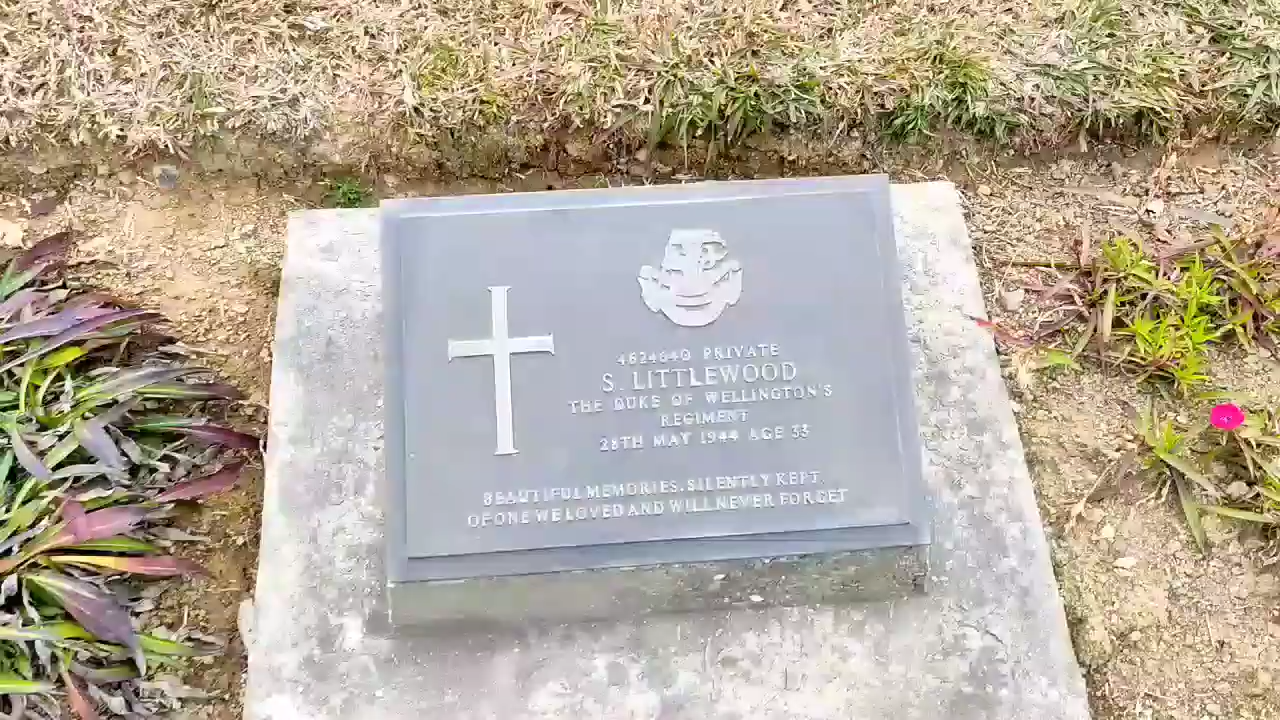 4624640 PRIVATE
S. LITTLEWOOD
THE DUKE OF WELLINGTON'S
REGIMENT
28TH MAY 1944 AGE 33
BEAUTIFUL MEMORIES, SILENTLY KEPT
OF ONE WE LOVED AND WILL NEVER FORGET